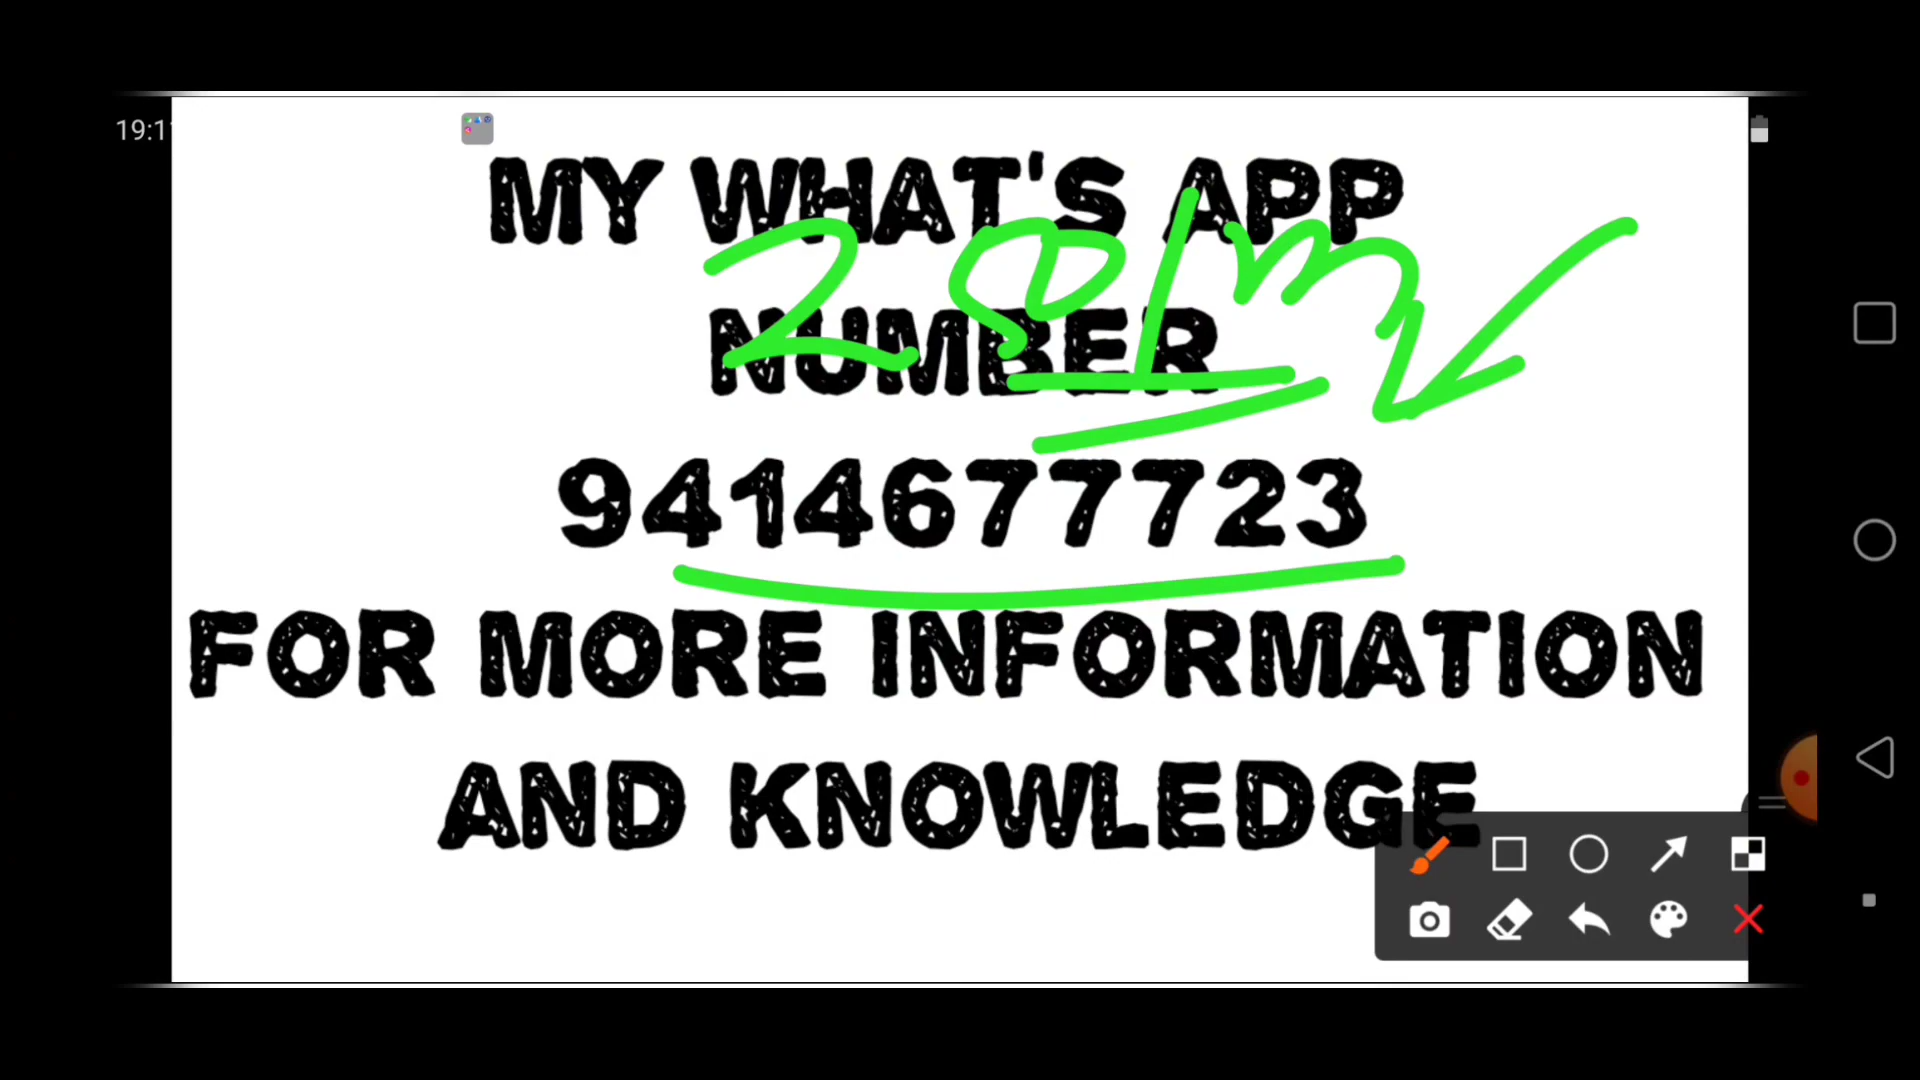 19:1
MY WHAT'S APP
NUMBER
9414677723
FOR MORE INFORMATION
AND KNOWLEDGE